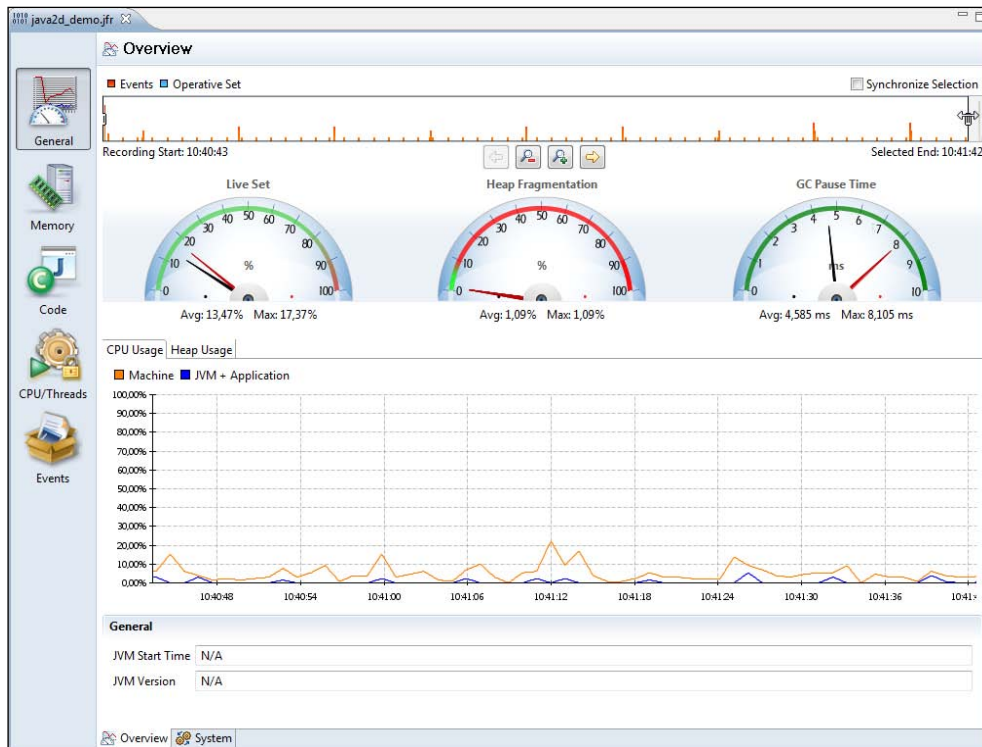 java2d_demo.jfr
Overview
Events Operative Set Synchronize Selection
General
Recording Start: 10:40:43 Selected End: 10:41:42
Memory
Code
CPU/Threads
Events
Live Set Heap Fragmentation GC Pause Time
0 10 20 30 40 50 60 70 80 90 100
%
0 10 20 30 40 50 60 70 80 90 100
%
0 1 2 3 4 5 6 7 8 9 10
ms
Avg: 13,47% Max: 17,37% Avg: 1,09% Max: 1,09% Avg: 4,585 ms Max: 8,105 ms
CPU Usage Heap Usage
Machine JVM + Application
100,00%
90,00%
80,00%
70,00%
60,00%
50,00%
40,00%
30,00%
20,00%
10,00%
0,00%
10:40:48 10:40:54 10:41:00 10:41:06 10:41:12 10:41:18 10:41:24 10:41:30 10:41:36
General
JVM Start Time N/A
JVM Version N/A
Overview System